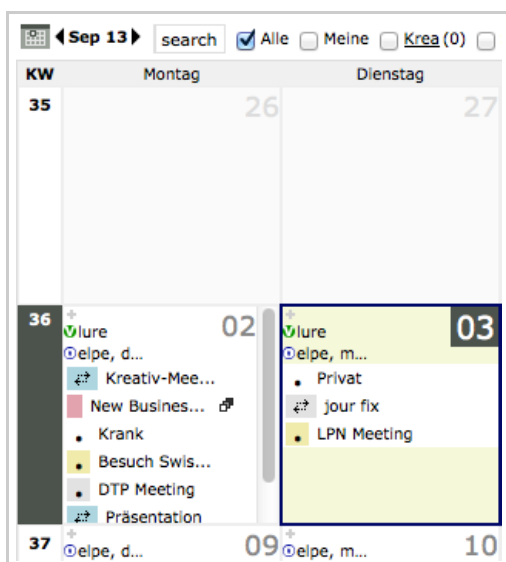 Sep 13 search Alle Meine Krea (0)
KW Montag Dienstag
35 26 27
36 02 03
lure lure
elpe, d... elpe, m...
Kreativ-Mee... Privat
New Busines... jour fix
Krank LPN Meeting
Besuch Swis...
DTP Meeting
Präsentation
37 09 10
elpe, d... elpe, m...